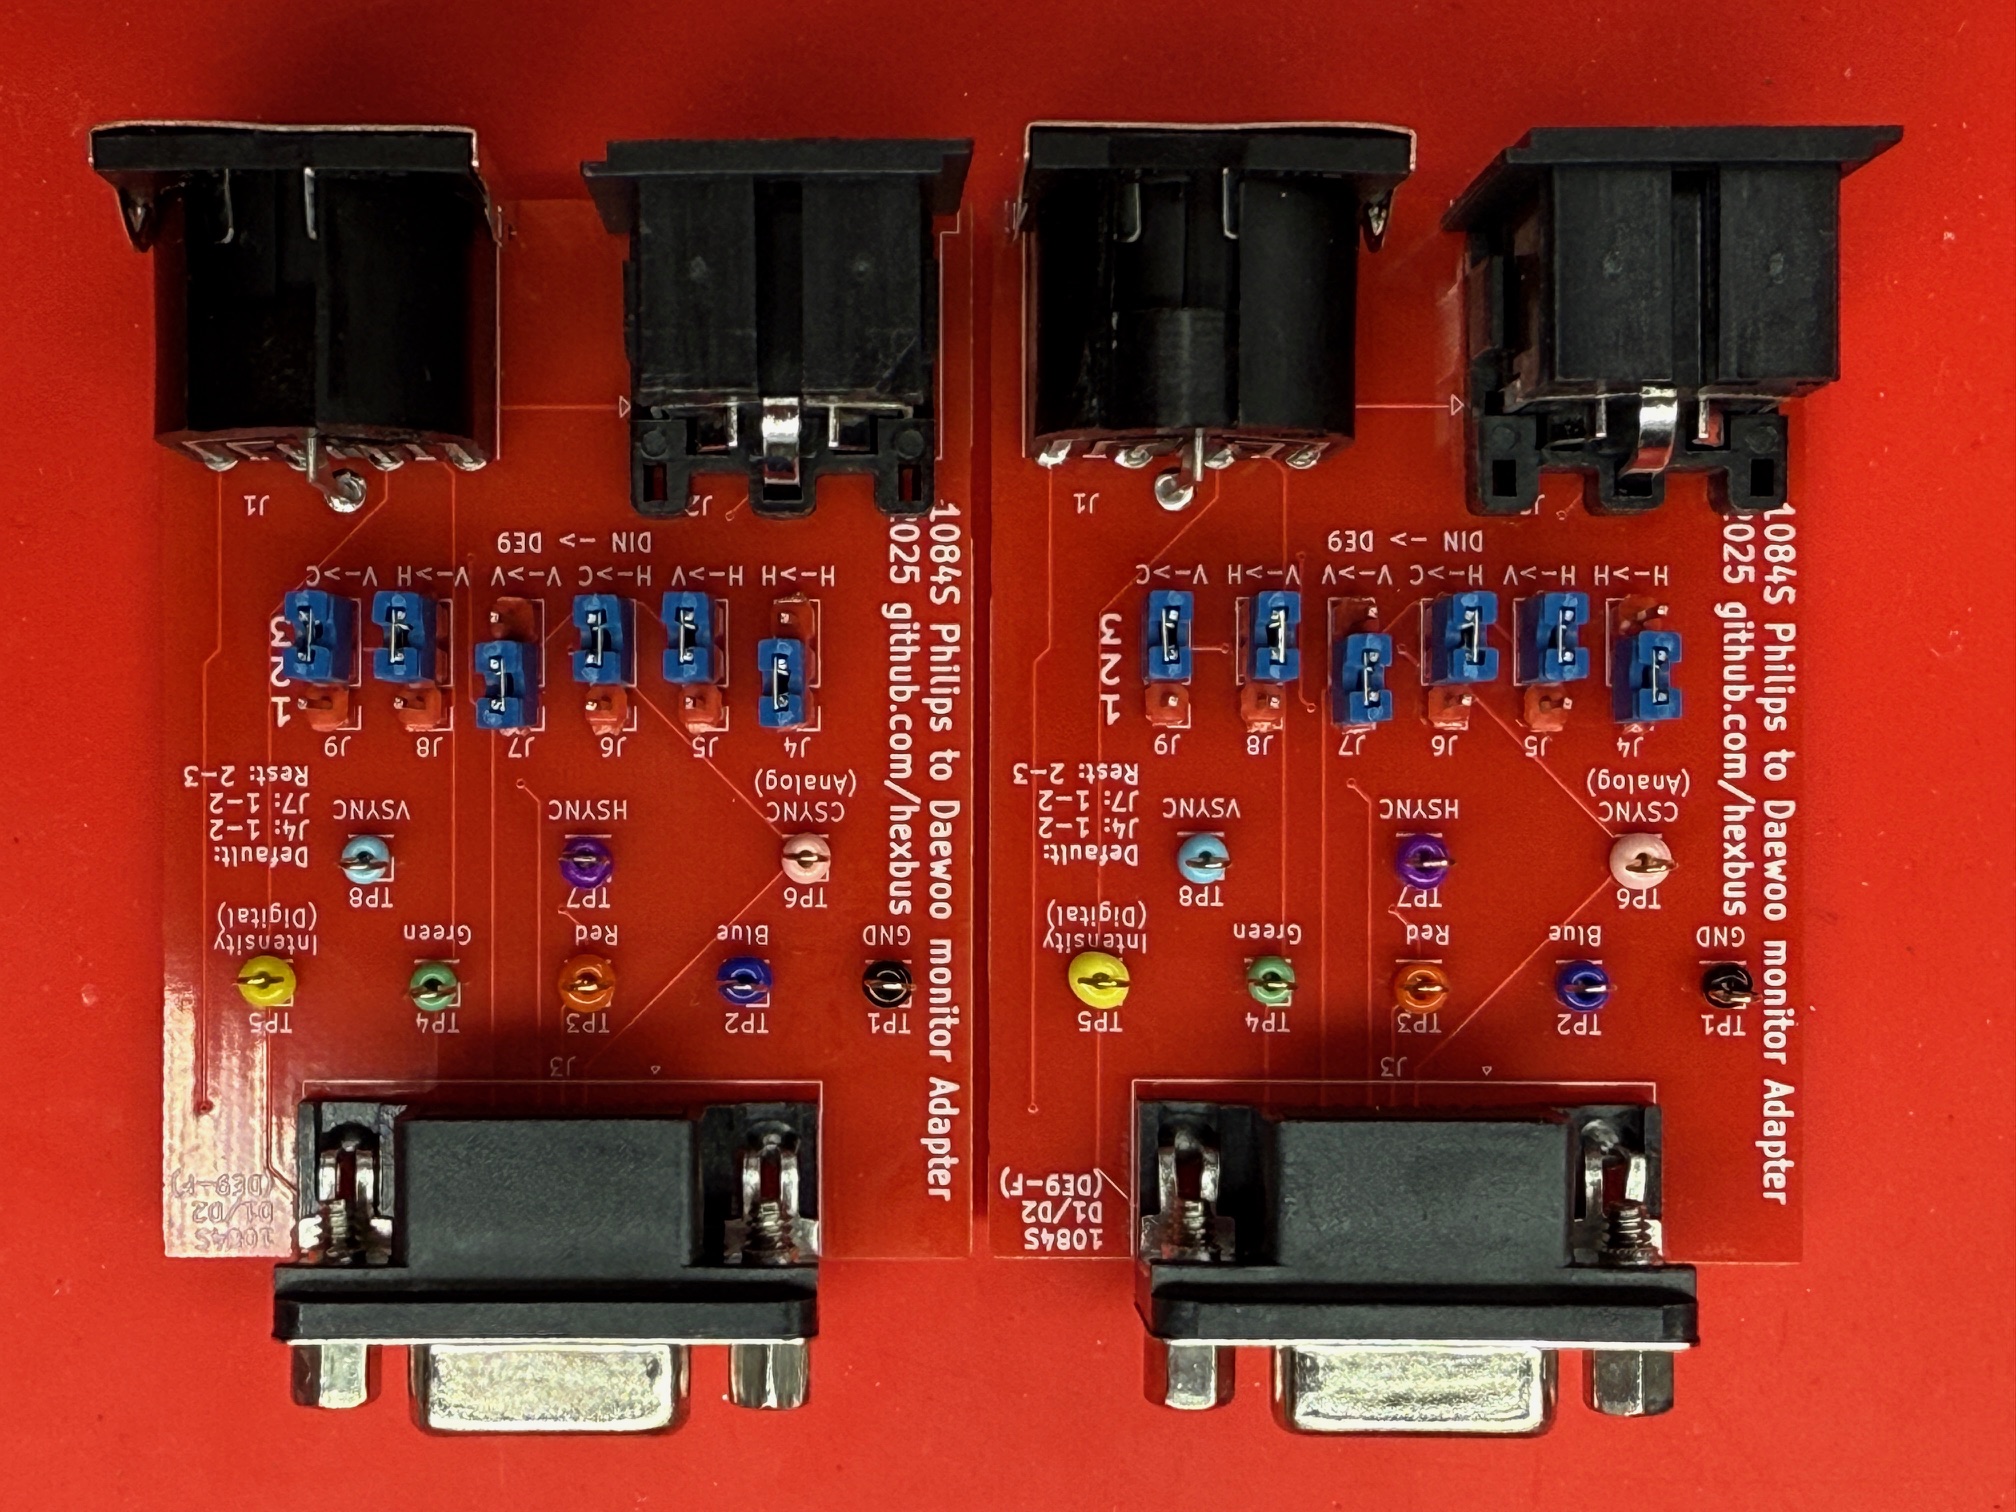 1084S
D1/D2
(DE9-F)
1084S Philips to Daewoo monitor Adapter
2025 github.com/hexbus
J3
TP1
TP2
TP3
TP4
TP5
GND
Blue
Red
Green
Intensity
(Digital)
TP6
TP7
TP8
CSYNC
(Analog)
HSYNC
VSYNC
Default:
J4: 1-2
J7: 1-2
Rest: 2-3
J4 J5 J6 J7 J8 J9
1
2
3
H->H H->V H->C V->V V->H V->C
DIN -> DE9
J2
J1
1084S
D1/D2
(DE9-F)
1084S Philips to Daewoo monitor Adapter
2025 github.com/hexbus
J3
TP1
TP2
TP3
TP4
TP5
GND
Blue
Red
Green
Intensity
(Digital)
TP6
TP7
TP8
CSYNC
(Analog)
HSYNC
VSYNC
Default:
J4: 1-2
J7: 1-2
Rest: 2-3
J4 J5 J6 J7 J8 J9
1
2
3
H->H H->V H->C V->V V->H V->C
DIN -> DE9
J2
J1